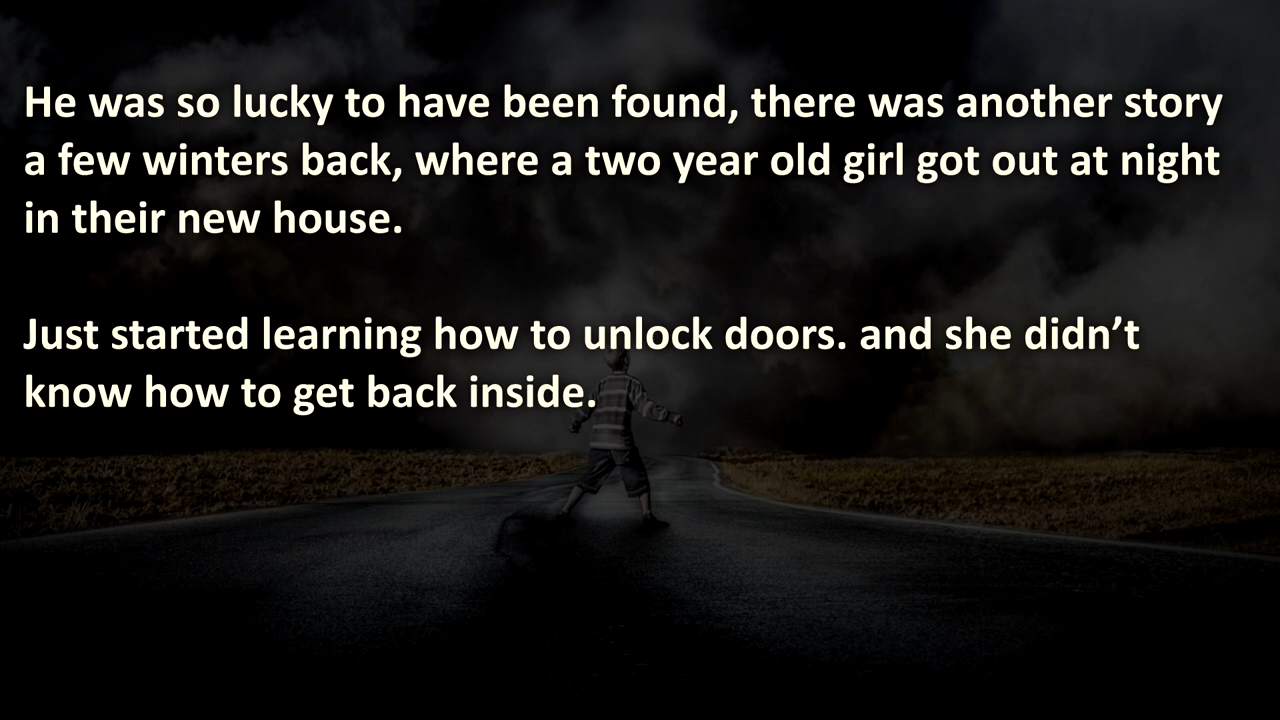 He was so lucky to have been found, there was another story
a few winters back, where a two year old girl got out at night
in their new house.
Just started learning how to unlock doors. and she didn’t
know how to get back inside.